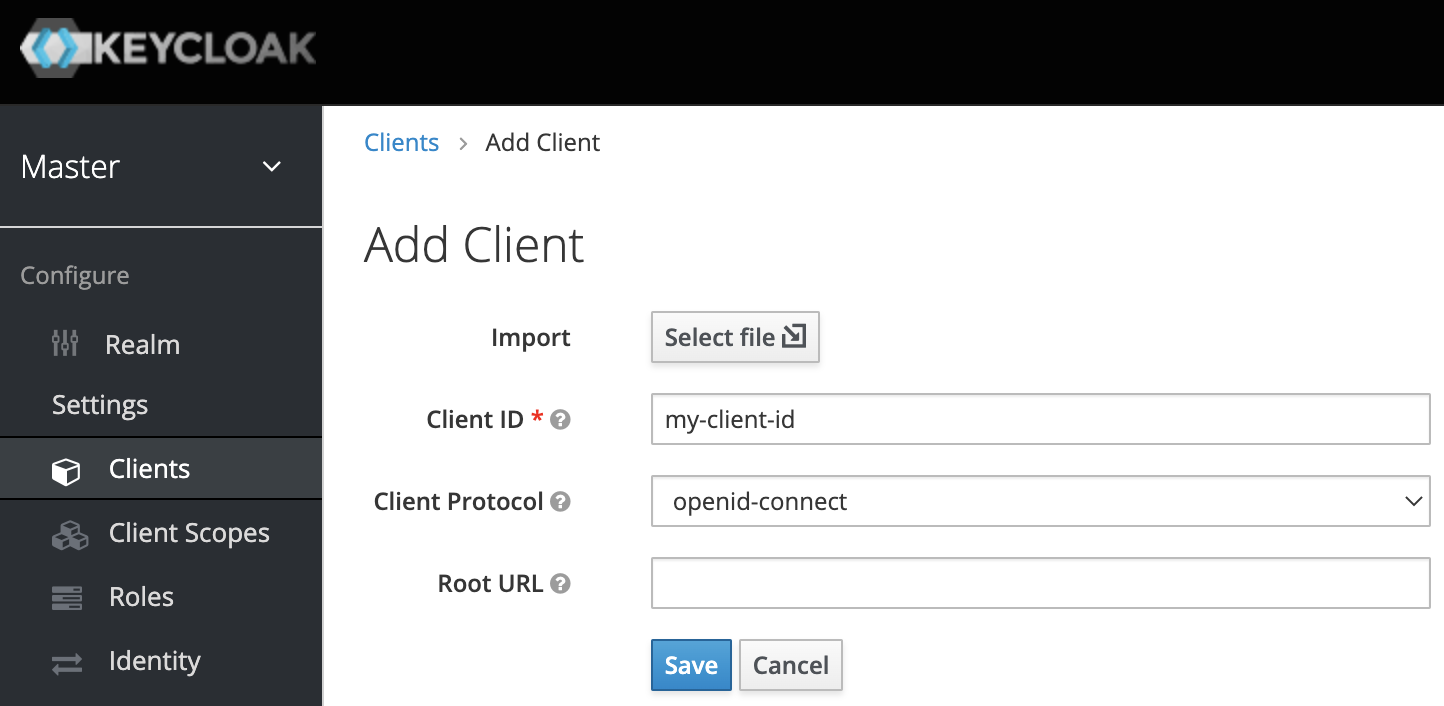 KEYCLOAK
Master
Configure
Realm
Settings
Clients
Client Scopes
Roles
Identity
Clients > Add Client
Add Client
Import Select file
Client ID * my-client-id
Client Protocol openid-connect
Root URL
Save Cancel